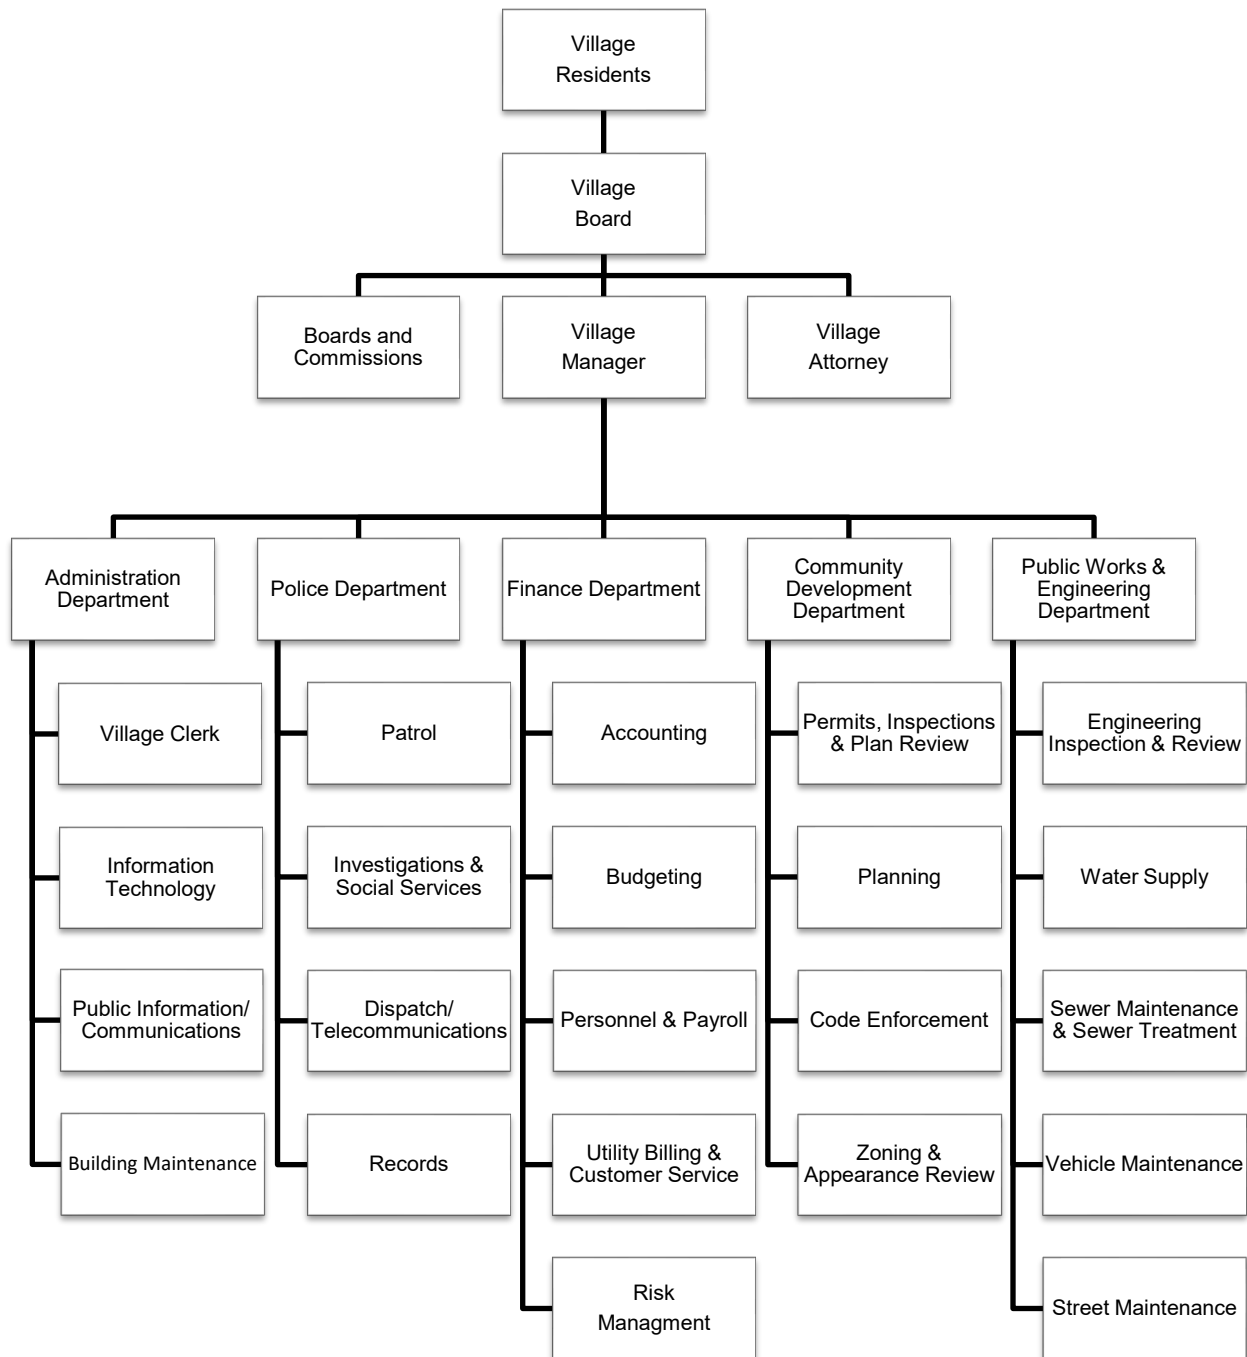 Village
Residents
Village
Board
Boards and
Commissions
Village
Manager
Village
Attorney
Administration
Department
Police Department
Finance Department
Community
Development
Department
Public Works &
Engineering
Department
Village Clerk
Patrol
Accounting
Permits, Inspections
& Plan Review
Engineering
Inspection & Review
Information
Technology
Investigations &
Social Services
Budgeting
Planning
Water Supply
Public Information/
Communications
Dispatch/
Telecommunications
Personnel & Payroll
Code Enforcement
Sewer Maintenance
& Sewer Treatment
Building Maintenance
Records
Utility Billing &
Customer Service
Zoning &
Appearance Review
Vehicle Maintenance
Risk
Managment
Street Maintenance